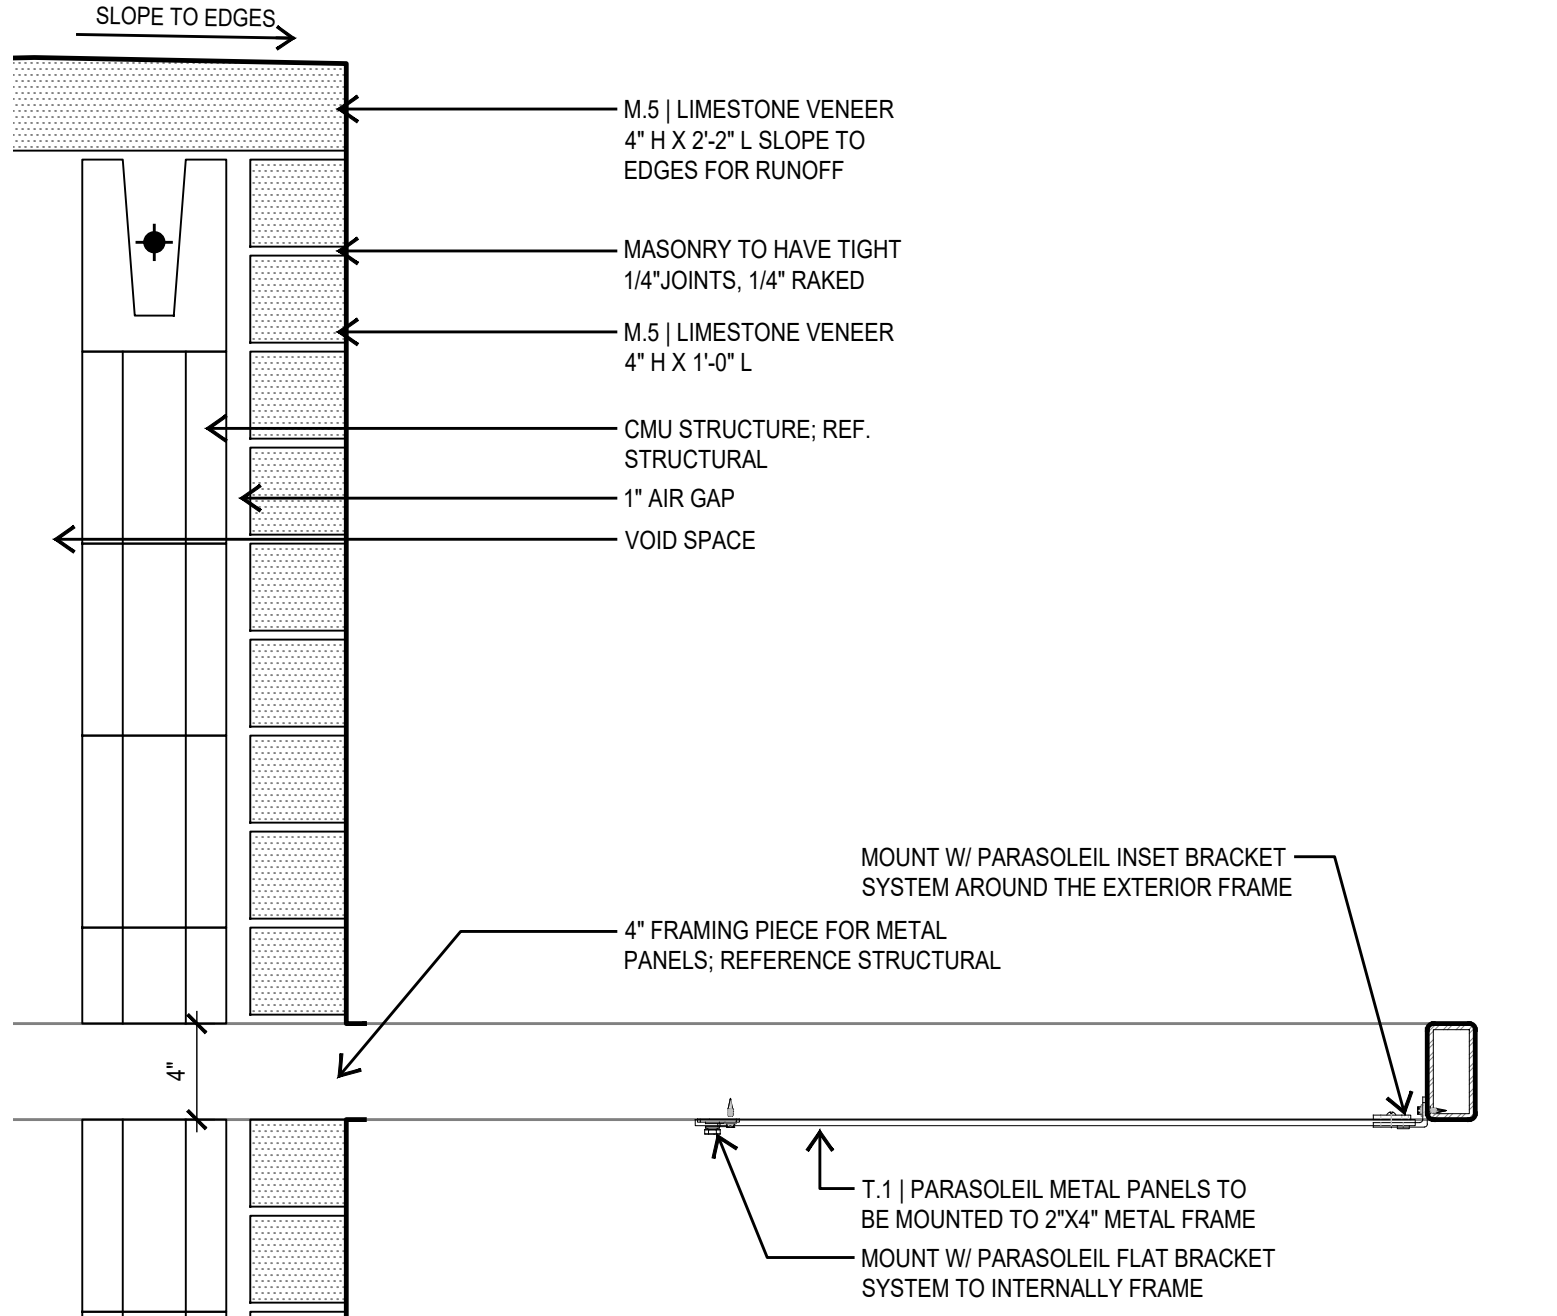 SLOPE TO EDGES
M.5 | LIMESTONE VENEER
4" H X 2'-2" L SLOPE TO
EDGES FOR RUNOFF
MASONRY TO HAVE TIGHT
1/4"JOINTS, 1/4" RAKED
M.5 | LIMESTONE VENEER
4" H X 1'-0" L
CMU STRUCTURE; REF.
STRUCTURAL
1" AIR GAP
VOID SPACE
MOUNT W/ PARASOLEIL INSET BRACKET
SYSTEM AROUND THE EXTERIOR FRAME
4" FRAMING PIECE FOR METAL
PANELS; REFERENCE STRUCTURAL
4"
T.1 | PARASOLEIL METAL PANELS TO
BE MOUNTED TO 2"X4" METAL FRAME
MOUNT W/ PARASOLEIL FLAT BRACKET
SYSTEM TO INTERNALLY FRAME